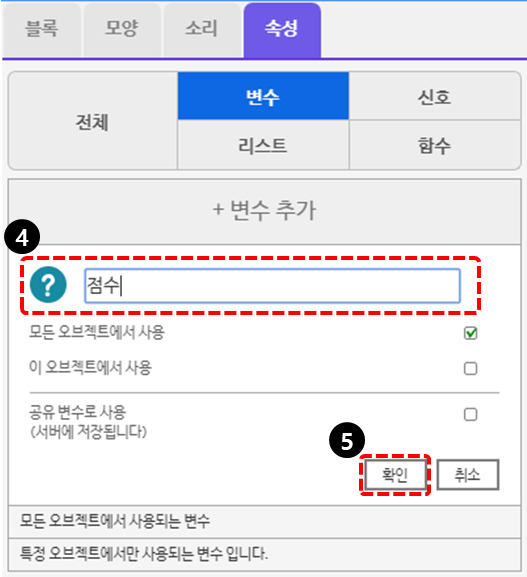 블록 모양 소리 속성
전체 변수 신호
리스트 함수
+ 변수 추가
4
? 점수
모든 오브젝트에서 사용
이 오브젝트에서 사용
공유 변수로 사용
(서버에 저장됩니다)
5
확인 취소
모든 오브젝트에서 사용되는 변수
특정 오브젝트에서만 사용되는 변수 입니다.